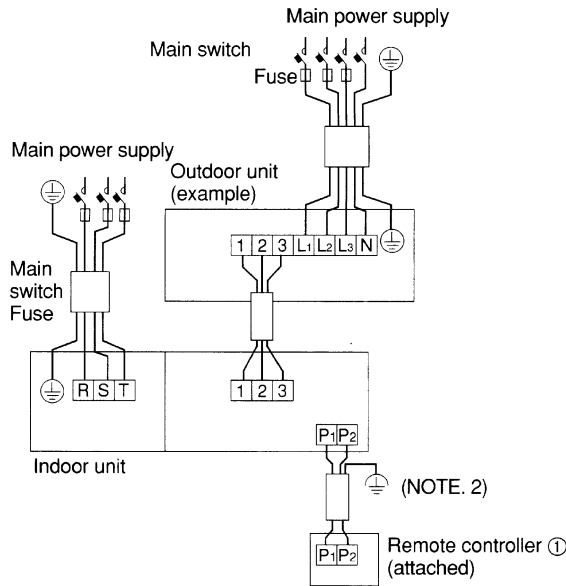 Main power supply
Main switch
Fuse
Main power supply
Outdoor unit
(example)
1 2 3 L1 L2 L3 N
Main
switch
Fuse
R S T
1 2 3
P1 P2
Indoor unit
(NOTE. 2)
P1 P2
Remote controller ①
(attached)